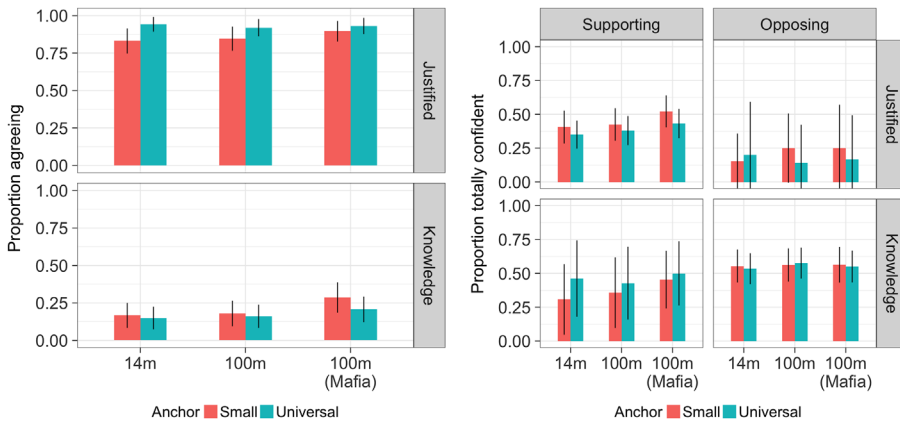 Proportion agreeing
1.00
0.75
0.50
0.25
0.00
Justified
1.00
0.75
0.50
0.25
0.00
Knowledge
14m
100m
100m
(Mafia)
Anchor Small Universal
Proportion totally confident
Supporting
Opposing
1.00
0.75
0.50
0.25
0.00
Justified
1.00
0.75
0.50
0.25
0.00
Knowledge
14m
100m
100m
(Mafia)
14m
100m
100m
(Mafia)
Anchor Small Universal